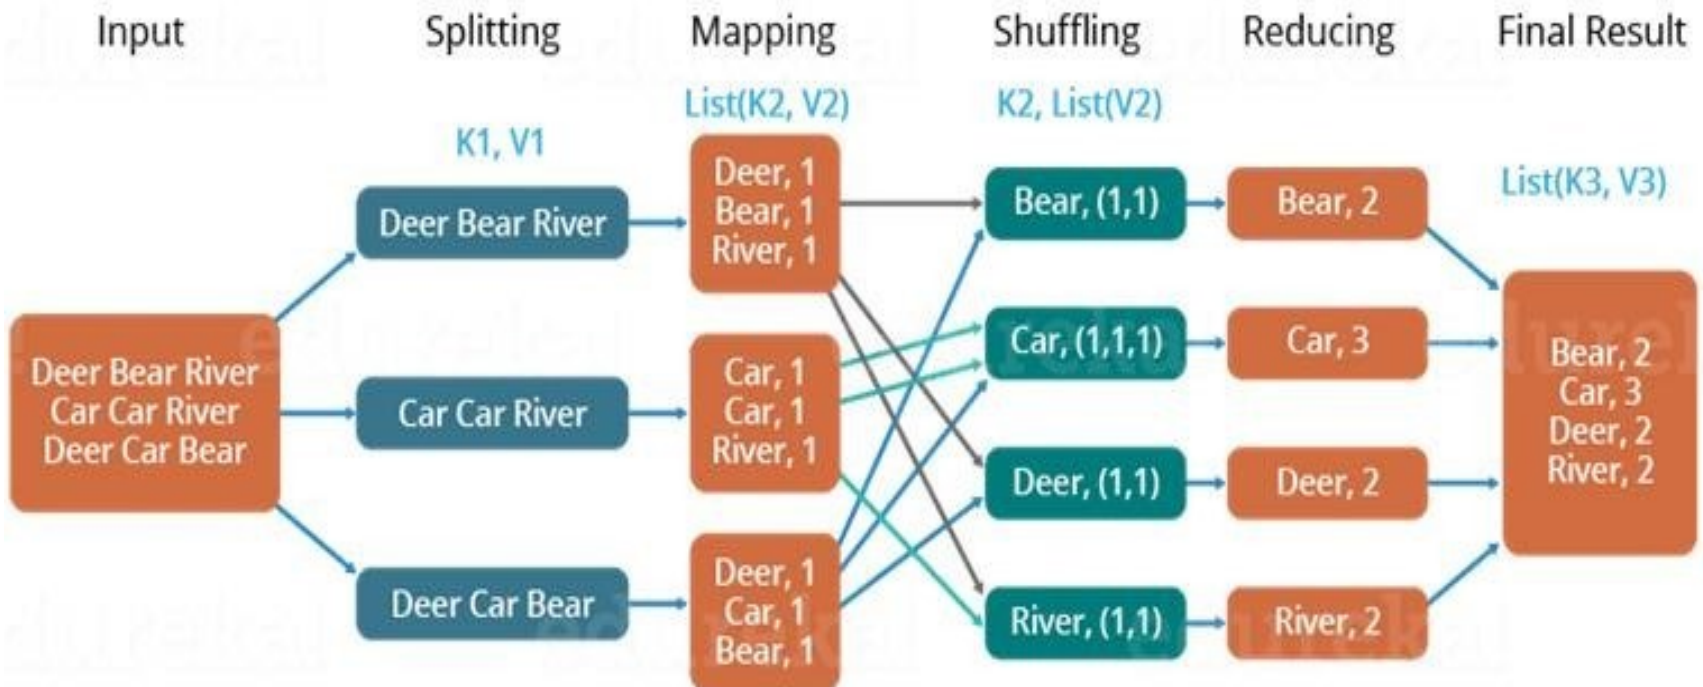 Input
Splitting
Mapping
Shuffling
Reducing
Final Result
K1, V1
List(K2, V2)
K2, List(V2)
List(K3, V3)
Deer Bear River
Car Car River
Deer Car Bear
Deer Bear River
Car Car River
Deer Car Bear
Deer, 1
Bear, 1
River, 1
Car, 1
Car, 1
River, 1
Deer, 1
Car, 1
Bear, 1
Bear, (1,1)
Car, (1,1,1)
Deer, (1,1)
River, (1,1)
Bear, 2
Car, 3
Deer, 2
River, 2
Bear, 2
Car, 3
Deer, 2
River, 2